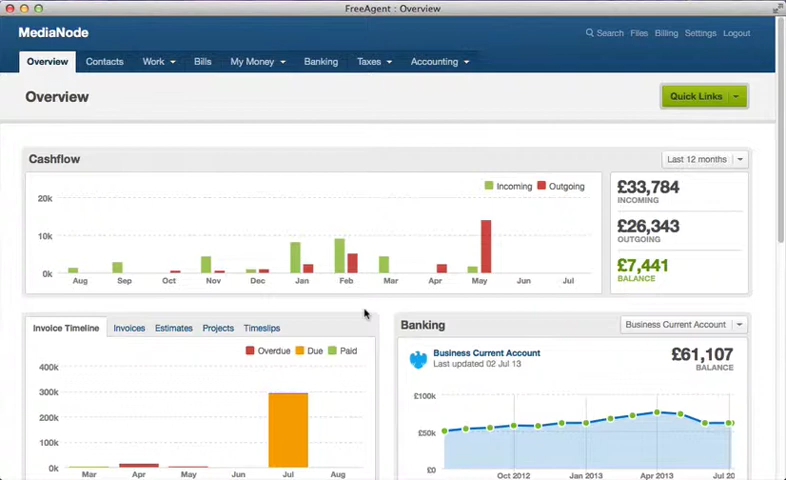 FreeAgent : Overview
MediaNode
Search Files Billing Settings Logout
Overview Contacts Work Bills My Money Banking Taxes Accounting
Overview
Quick Links
Cashflow
Last 12 months
Incoming Outgoing
20k
10k
0k
Aug Sep Oct Nov Dec Jan Feb Mar Apr May Jun Jul
£33,784
INCOMING
£26,343
OUTGOING
£7,441
BALANCE
Invoice Timeline Invoices Estimates Projects Timeslips
Overdue Due Paid
400k
300k
200k
100k
0k
Mar Apr May Jun Jul Aug
Banking
Business Current Account
Business Current Account
Last updated 02 Jul 13
£61,107
BALANCE
£100k
£50k
£0
Oct 2012 Jan 2013 Apr 2013 Jul 20